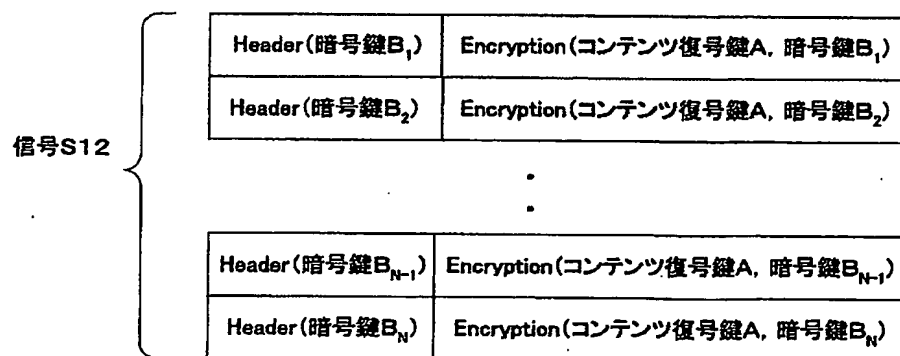 Header(暗号鍵B₁) Encryption(コンテンツ復号鍵A, 暗号鍵B₁)
Header(暗号鍵B₂) Encryption(コンテンツ復号鍵A, 暗号鍵B₂)
信号S12
Header(暗号鍵B_{N-1}) Encryption(コンテンツ復号鍵A, 暗号鍵B_{N-1})
Header(暗号鍵B_N) Encryption(コンテンツ復号鍵A, 暗号鍵B_N)